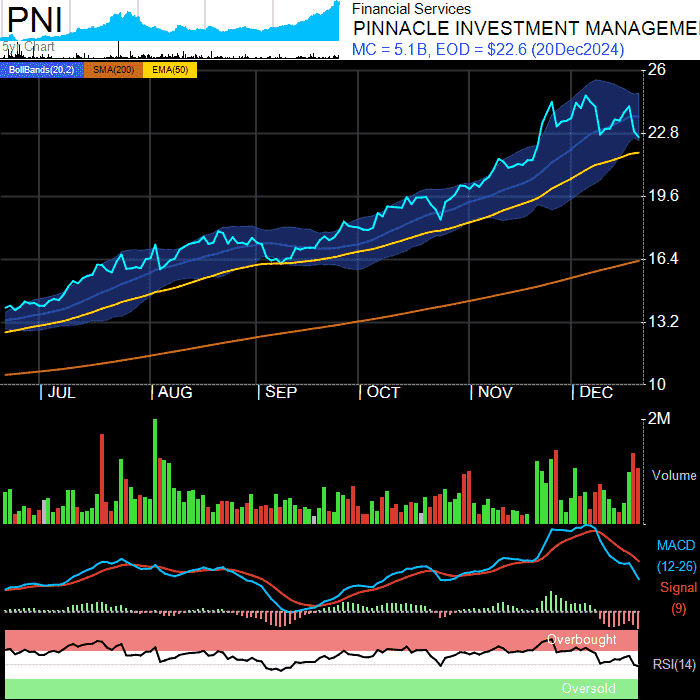 PNI
5yr Chart
Financial Services
PINNACLE INVESTMENT MANAGEME
MC = 5.1B, EOD = $22.6 (20Dec2024)
BollBands(20,2) SMA(200) EMA(50)
26
22.8
19.6
16.4
13.2
10
JUL AUG SEP OCT NOV DEC
2M
Volume
MACD
(12-26)
Signal
(9)
Overbought
RSI(14)
Oversold